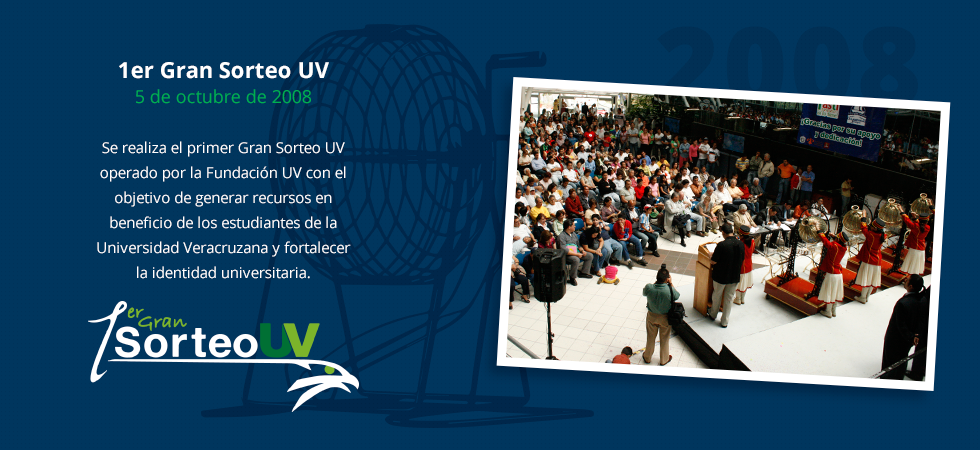 2008
1er Gran Sorteo UV
5 de octubre de 2008
Se realiza el primer Gran Sorteo UV
operado por la Fundación UV con el
objetivo de generar recursos en
beneficio de los estudiantes de la
Universidad Veracruzana y fortalecer
la identidad universitaria.
1er Gran
SorteoUV
¡Gracias por su apoyo
y dedicación!